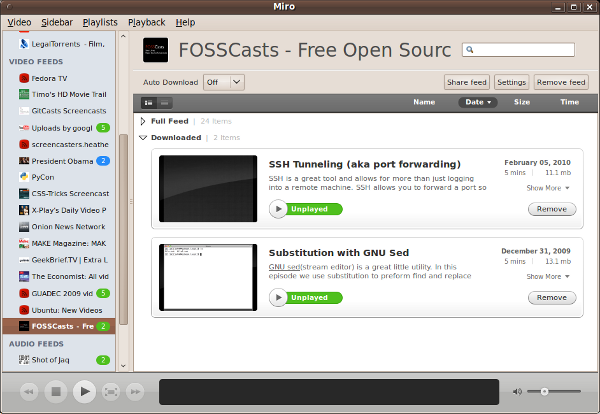 Miro
Video Sidebar Playlists Playback Help
LegalTorrents - Film,
VIDEO FEEDS
Fedora TV
Timo's HD Movie Trail
GitCasts Screencasts
Uploads by googl 5
screencasters.heathe
President Obama 2
PyCon
CSS-Tricks Screencast
X-Play's Daily Video P
Onion News Network
MAKE Magazine: MAK
GeekBrief.TV | Extra L
The Economist: All vid
GUADEC 2009 vid 5
Ubuntu: New Videos
FOSSCasts - Fre 2
AUDIO FEEDS
Shot of Jaq 2
FOSSCasts - Free Open Sourc
Auto Download Off Share feed Settings Remove feed
Name Date Size Time
Full Feed | 24 Items
Downloaded | 2 Items
SSH Tunneling (aka port forwarding)
SSH is a great tool and allows for more than just logging
into a remote machine. SSH allows you to forward a port so
Unplayed
February 05, 2010
5 mins | 11.1 mb
Show More
Remove
Substitution with GNU Sed
GNU sed(stream editor) is a great little utility. In this
episode we use substitution to preform find and replace
Unplayed
December 31, 2009
5 mins | 13.1 mb
Show More
Remove